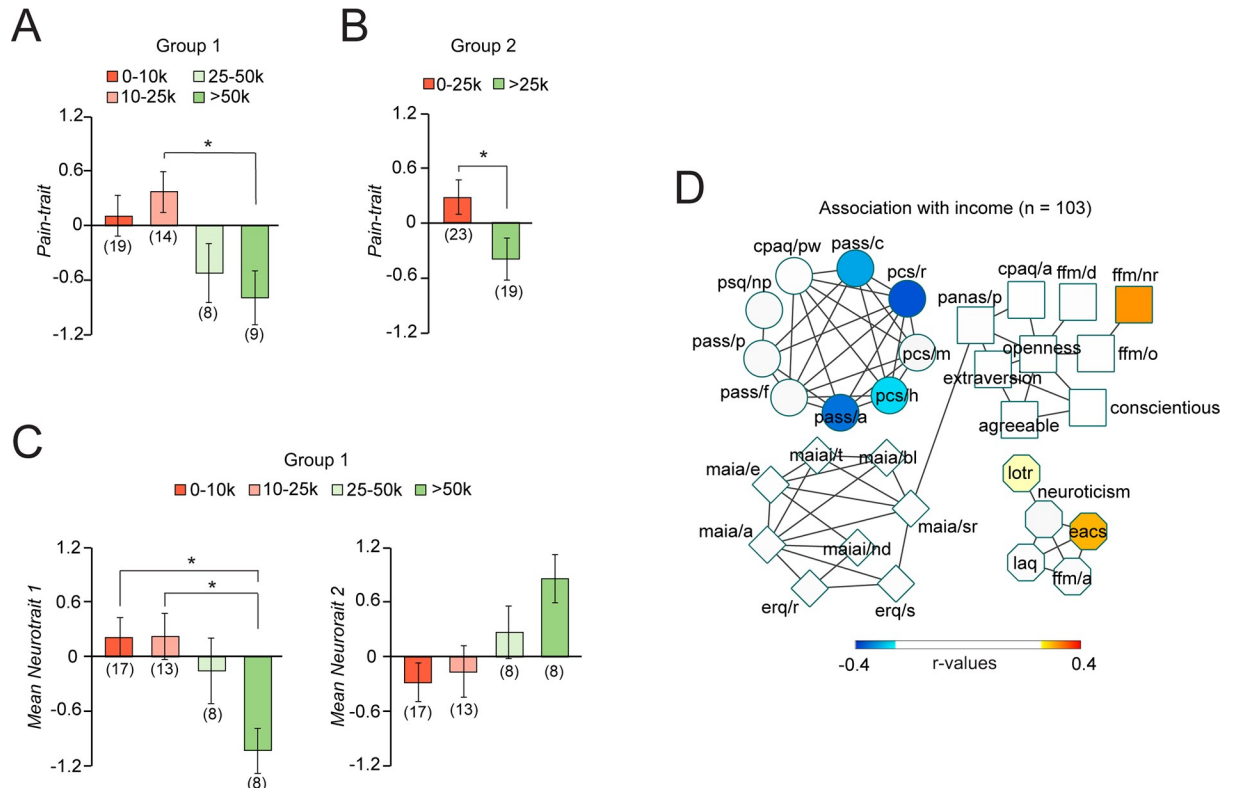 A
Group 1
0-10k 25-50k
10-25k >50k
Pain-trait
1.2
0.6
0
-0.6
-1.2
*
(19) (14) (8) (9)
B
Group 2
0-25k >25k
Pain-trait
1.2
0.6
0
-0.6
-1.2
*
(23) (19)
C
Group 1
0-10k 10-25k 25-50k >50k
Mean Neurotrait 1
1.2
0.6
0
-0.6
-1.2
*
*
(17) (13) (8) (8)
Mean Neurorait 2
1.2
0.6
0
-0.6
-1.2
(17) (13) (8) (8)
D
Association with income (n = 103)
cpaq/pw
pass/c
pcs/r
psq/np
pass/p
pcs/m
pass/f
pcs/h
pass/a
cpaq/a
ffm/d
ffm/nr
panas/p
openness
ffm/o
extraversion
conscientious
agreeable
maiai/t
maia/bl
maia/e
maia/sr
maia/a
maiai/nd
erq/r
erq/s
lotr
neuroticism
eacs
laq
ffm/a
-0.4 r-values 0.4